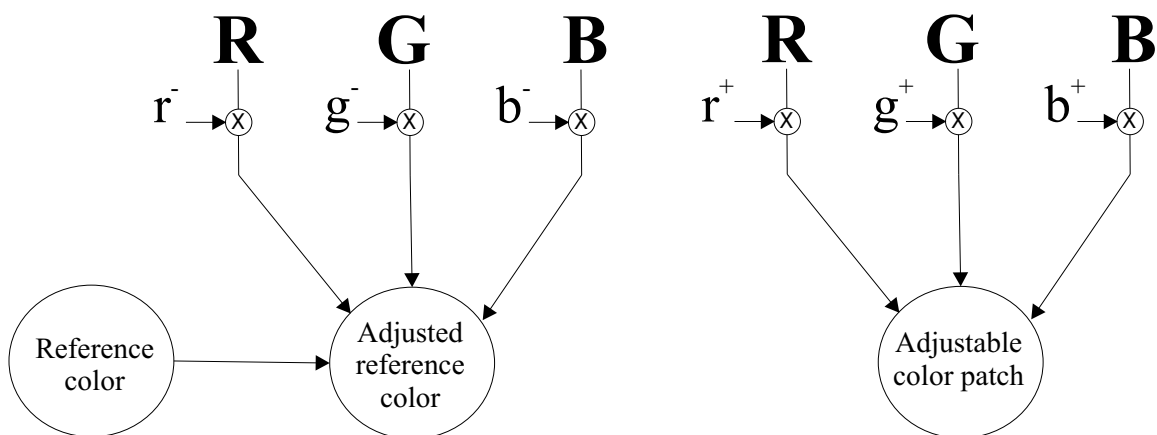 R G B R G B
r⁻ X g⁻ X b⁻ X r⁺ X g⁺ X b⁺ X
Reference
color
Adjusted
reference
color
Adjustable
color patch